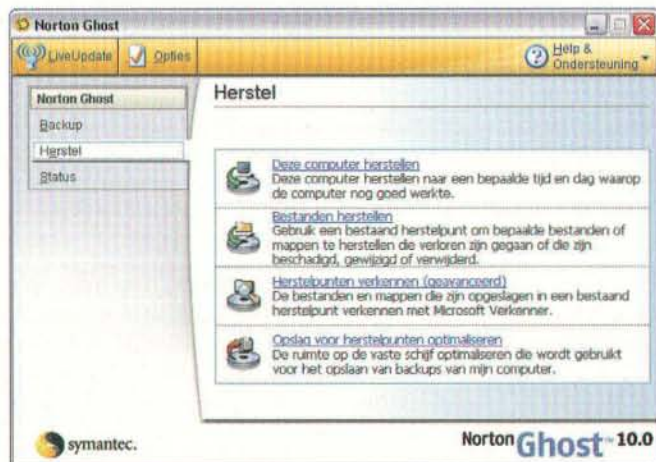 Norton Ghost
LiveUpdate
Opties
Help &
Ondersteuning
Norton Ghost
Backup
Herstel
Status
Herstel
Deze computer herstellen
Deze computer herstellen naar een bepaalde tijd en dag waarop
de computer nog goed werkte.
Bestanden herstellen
Gebruik een bestaand herstelpunt om bepaalde bestanden of
mappen te herstellen die verloren zijn gegaan of die zijn
beschadigd, gewijzigd of verwijderd.
Herstelpunten verkennen (geavanceerd)
De bestanden en mappen die zijn opgeslagen in een bestaand
herstelpunt verkennen met Microsoft Verkenner.
Opslag voor herstelpunten optimaliseren
De ruimte op de vaste schijf optimaliseren die wordt gebruikt
voor het opslaan van backups van mijn computer.
symantec.
Norton Ghost™ 10.0